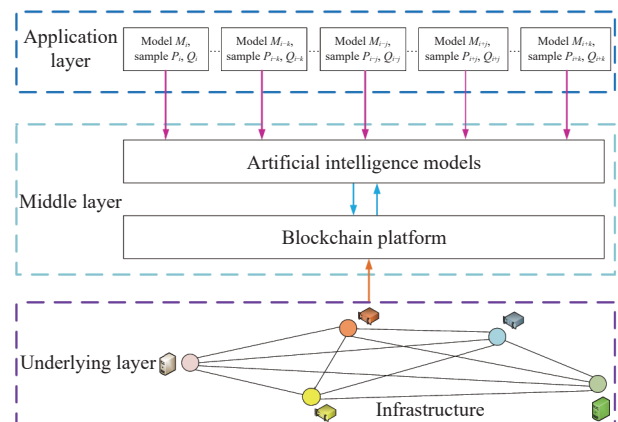 Application
layer
Model Mi,
sample Pi, Qi
Model Mi−k,
sample Pi−k, Qi−k
Model Mi−j,
sample Pi−j, Qi−j
Model Mi+j,
sample Pi+j, Qi+j
Model Mi+k,
sample Pi+k, Qi+k
Artificial intelligence models
Middle layer
Blockchain platform
Underlying layer
Infrastructure